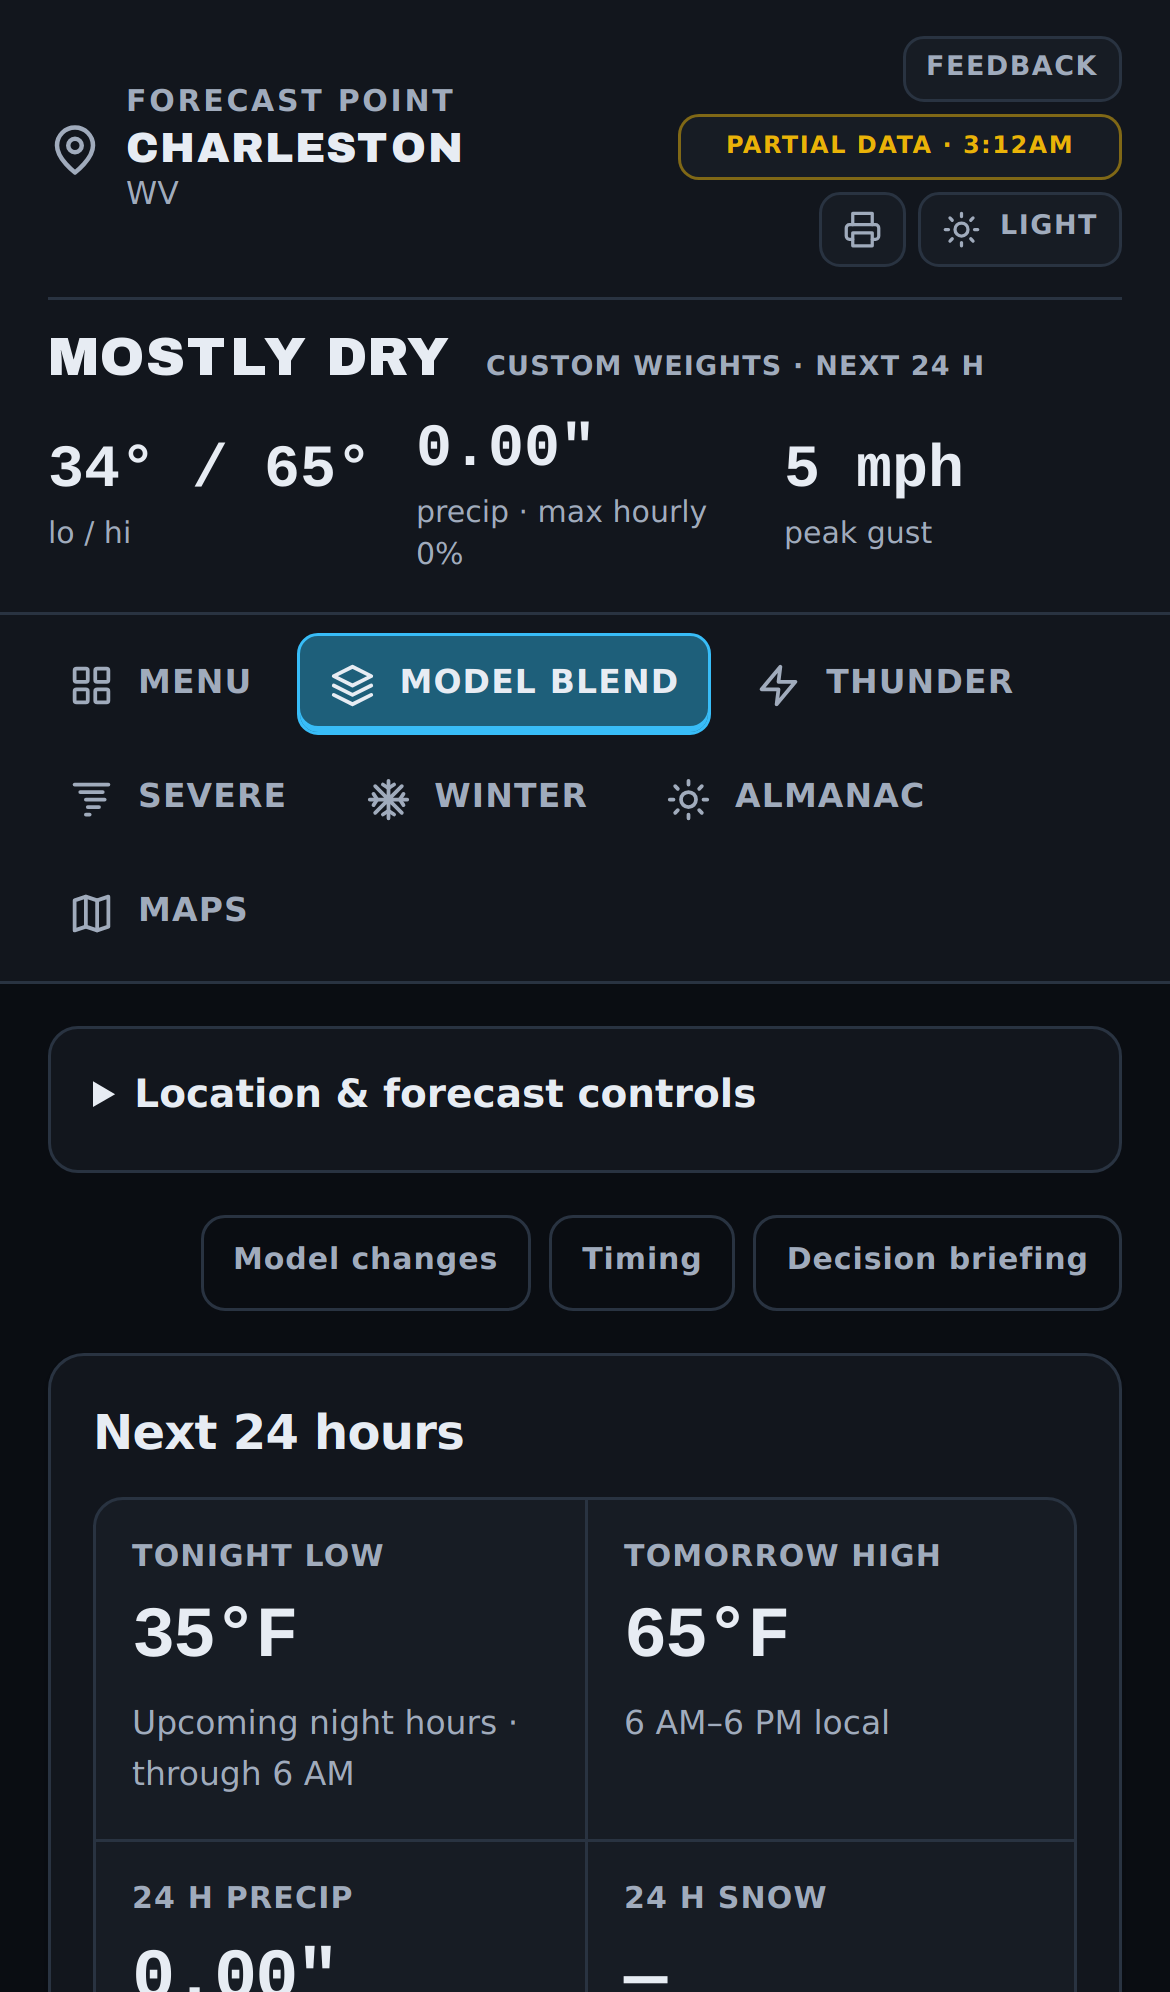 FORECAST POINT
CHARLESTON
WV
FEEDBACK
PARTIAL DATA · 3:12AM
LIGHT
MOSTLY DRY CUSTOM WEIGHTS · NEXT 24 H
34° / 65°
lo / hi
0.00"
precip · max hourly
0%
5 mph
peak gust
MENU
MODEL BLEND
THUNDER
SEVERE
WINTER
ALMANAC
MAPS
Location & forecast controls
Model changes
Timing
Decision briefing
Next 24 hours
TONIGHT LOW
35°F
Upcoming night hours ·
through 6 AM
TOMORROW HIGH
65°F
6 AM–6 PM local
24 H PRECIP
0.00"
24 H SNOW
—